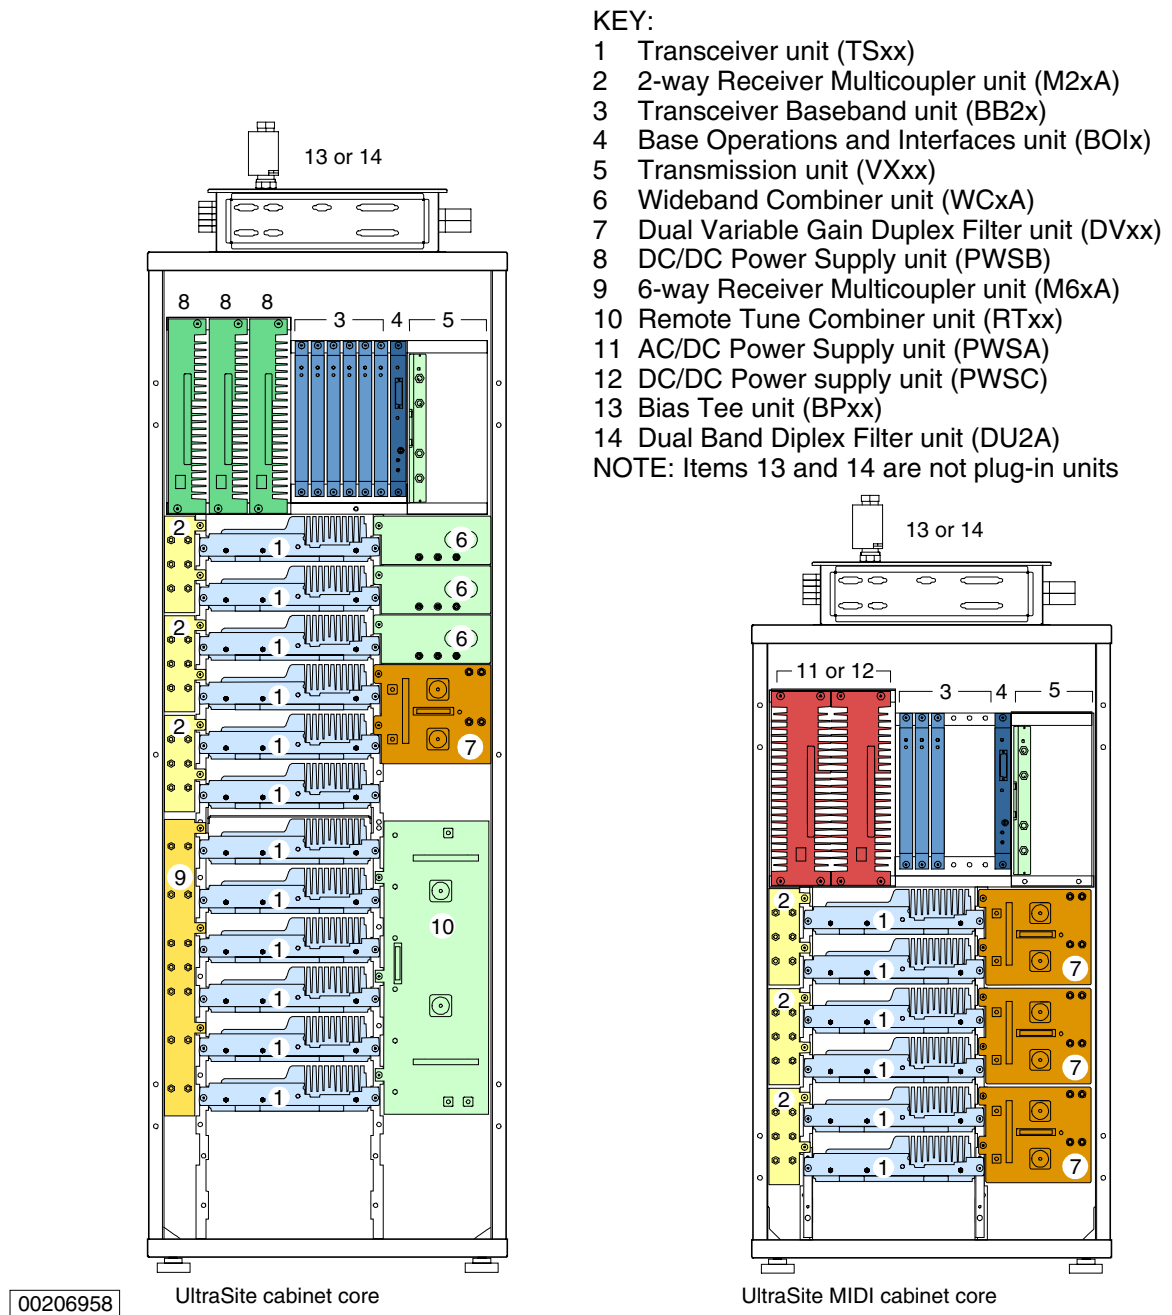 KEY:
1 Transceiver unit (TSxx)
2 2-way Receiver Multicoupler unit (M2xA)
3 Transceiver Baseband unit (BB2x)
4 Base Operations and Interfaces unit (BOIx)
5 Transmission unit (VXxx)
6 Wideband Combiner unit (WCxA)
7 Dual Variable Gain Duplex Filter unit (DVxx)
8 DC/DC Power Supply unit (PWSB)
9 6-way Receiver Multicoupler unit (M6xA)
10 Remote Tune Combiner unit (RTxx)
11 AC/DC Power Supply unit (PWSA)
12 DC/DC Power supply unit (PWSC)
13 Bias Tee unit (BPxx)
14 Dual Band Diplex Filter unit (DU2A)
NOTE: Items 13 and 14 are not plug-in units
13 or 14
8 8 8 3 4 5
2 1 6
1 6
2 1 6
1
2 1 7
1
1
9 1
1 10
1
1
1
UltraSite cabinet core
13 or 14
11 or 12 3 4 5
2 1
1 7
2 1
1 7
2 1
1 7
UltraSite MIDI cabinet core
00206958